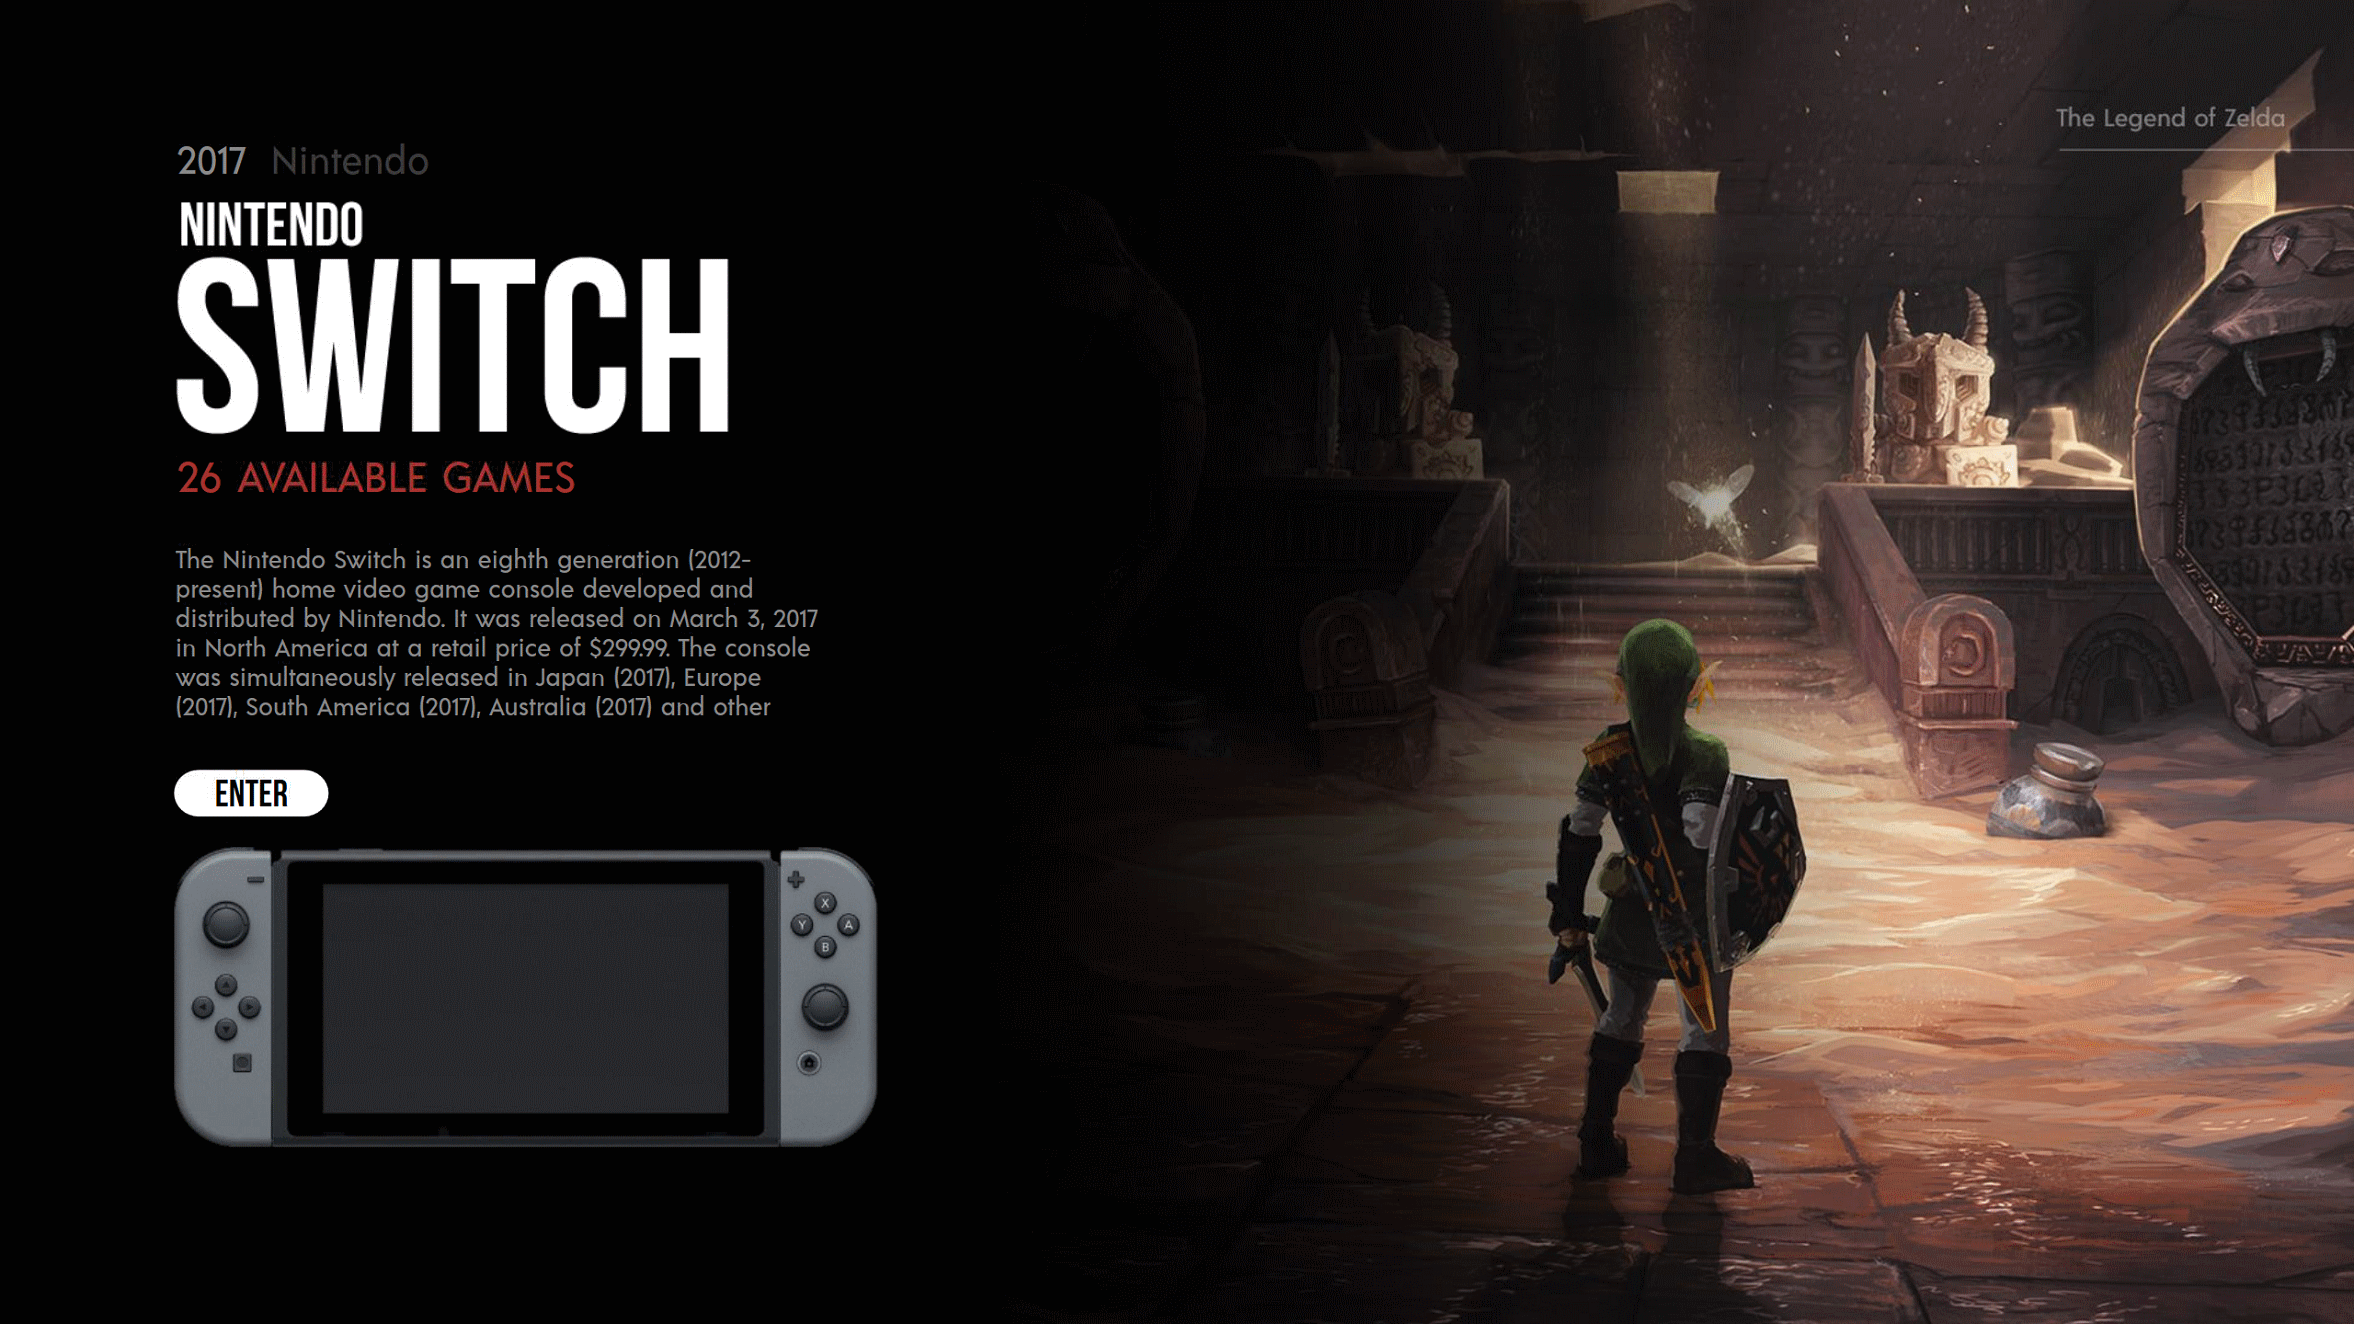 The Legend of Zelda
2017 Nintendo
NINTENDO
SWITCH
26 AVAILABLE GAMES
The Nintendo Switch is an eighth generation (2012-
present) home video game console developed and
distributed by Nintendo. It was released on March 3, 2017
in North America at a retail price of $299.99. The console
was simultaneously released in Japan (2017), Europe
(2017), South America (2017), Australia (2017) and other
ENTER
X
Y A
B